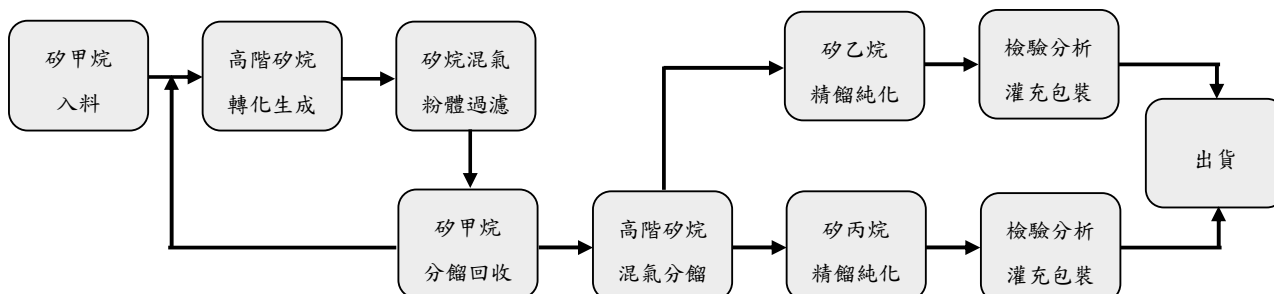 矽甲烷
入料
高階矽烷
轉化生成
矽烷混氣
粉體過濾
矽乙烷
精餾純化
檢驗分析
灌充包裝
出貨
矽甲烷
分餾回收
高階矽烷
混氣分餾
矽丙烷
精餾純化
檢驗分析
灌充包裝